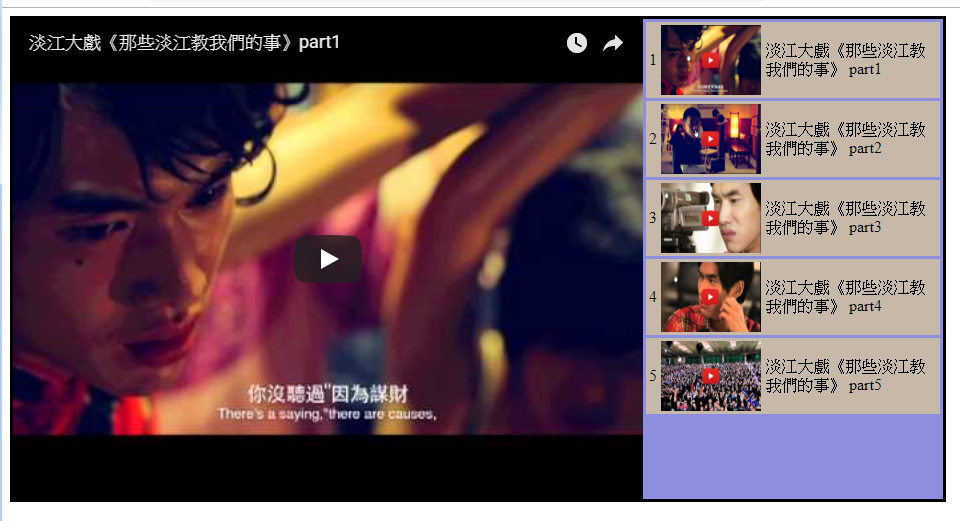 淡江大戲《那些淡江教我們的事》part1
你沒聽過"因為謀財
There's a saying,"there are causes,
1
淡江大戲《那些淡江教
我們的事》 part1
2
淡江大戲《那些淡江教
我們的事》 part2
3
淡江大戲《那些淡江教
我們的事》 part3
4
淡江大戲《那些淡江教
我們的事》 part4
5
淡江大戲《那些淡江教
我們的事》 part5